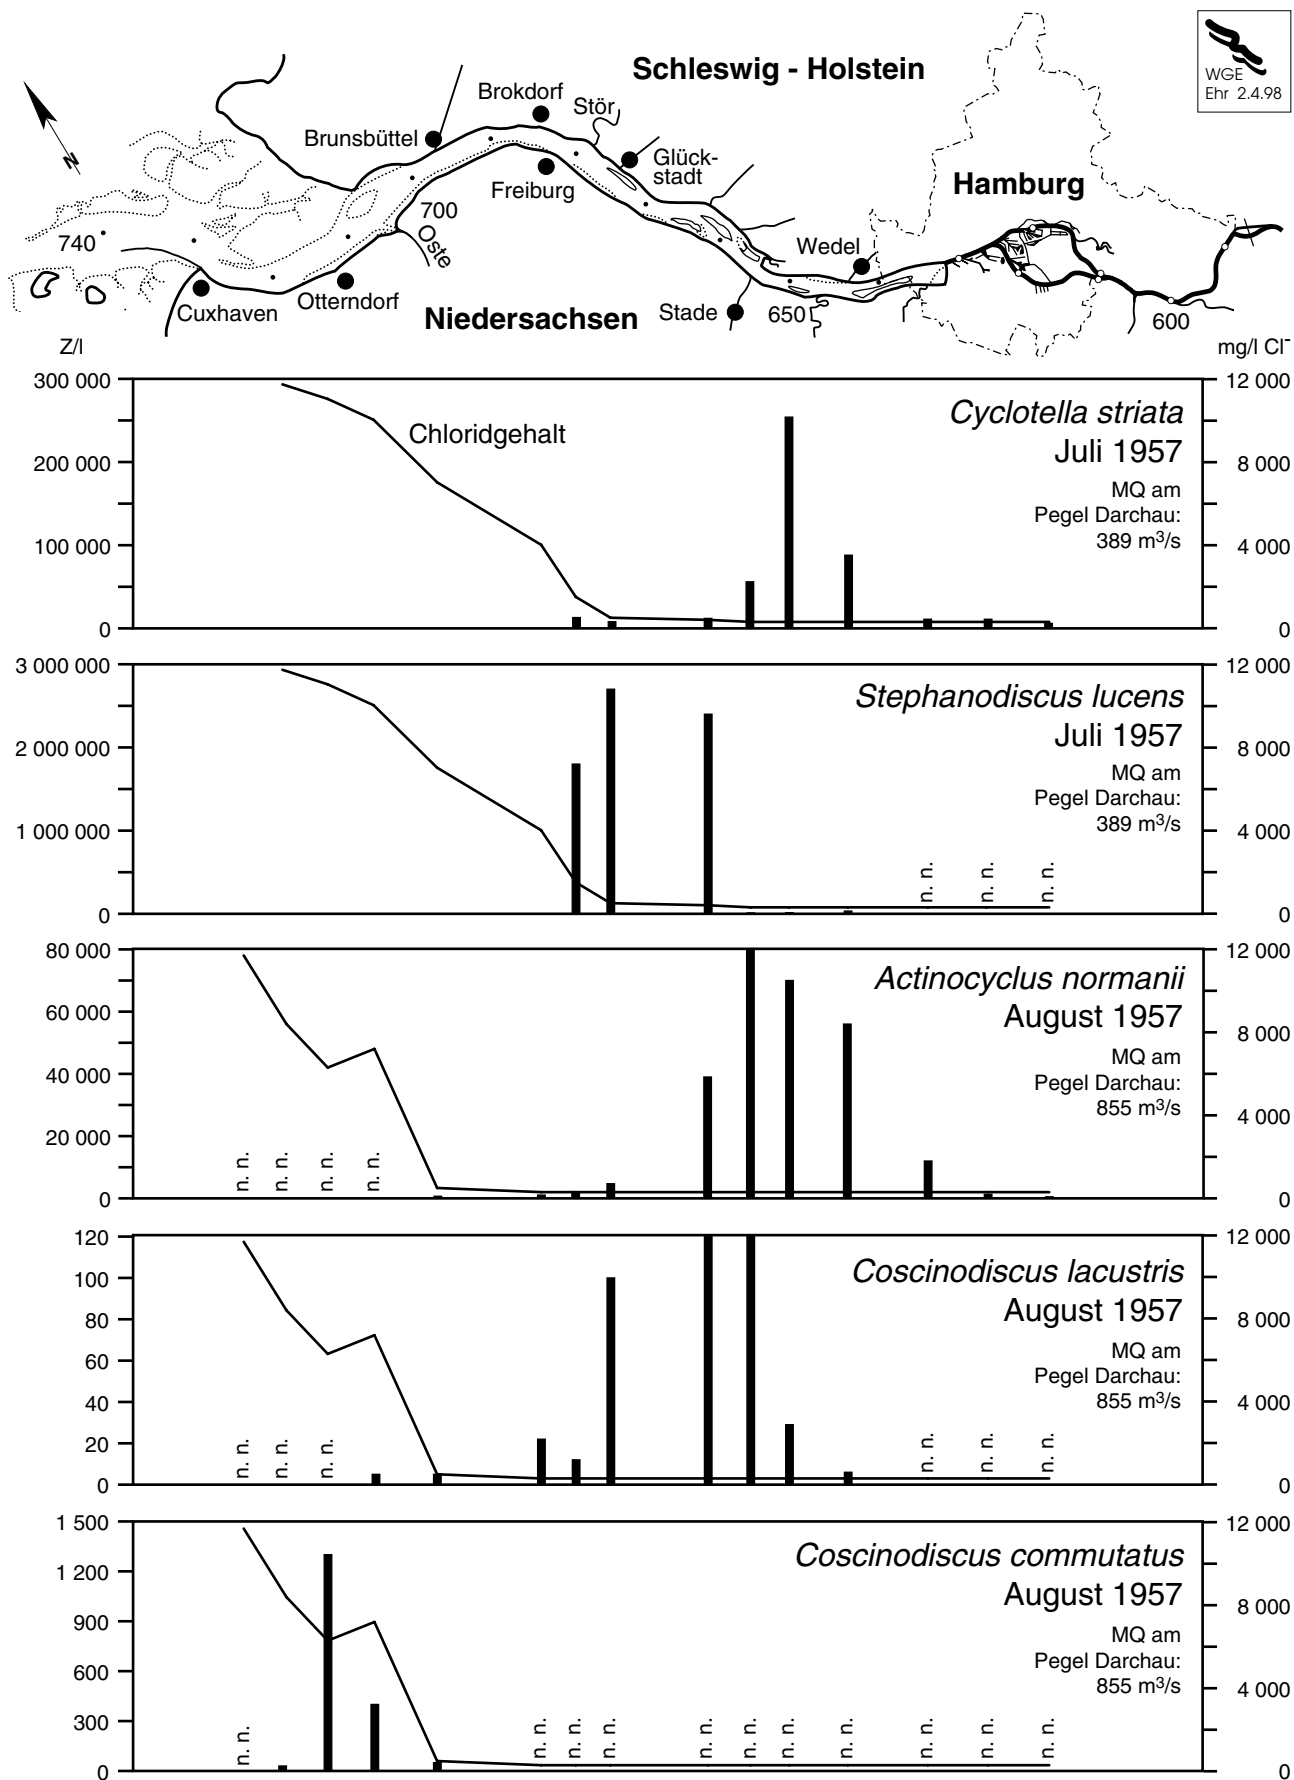 Schleswig - Holstein
WGE
Ehr 2.4.98
Brokdorf
Stör
Brunsbüttel
Glück-
stadt
N
Freiburg
Hamburg
700
Oste
740
Wedel
Cuxhaven
Otterndorf
Niedersachsen
Stade
650
600
Z/l
mg/l Cl⁻
300 000
200 000
100 000
0
Chloridgehalt
Cyclotella striata
Juli 1957
MQ am
Pegel Darchau:
389 m³/s
12 000
8 000
4 000
0
3 000 000
2 000 000
1 000 000
0
Stephanodiscus lucens
Juli 1957
MQ am
Pegel Darchau:
389 m³/s
n. n.
n. n.
n. n.
12 000
8 000
4 000
0
80 000
60 000
40 000
20 000
0
n. n.
n. n.
n. n.
n. n.
Actinocyclus normanii
August 1957
MQ am
Pegel Darchau:
855 m³/s
12 000
8 000
4 000
0
120
100
80
60
40
20
0
n. n.
n. n.
n. n.
Coscinodiscus lacustris
August 1957
MQ am
Pegel Darchau:
855 m³/s
n. n.
n. n.
n. n.
12 000
8 000
4 000
0
1 500
1 200
900
600
300
0
n. n.
Coscinodiscus commutatus
August 1957
MQ am
Pegel Darchau:
855 m³/s
n. n.
n. n.
n. n.
n. n.
n. n.
n. n.
n. n.
n. n.
n. n.
n. n.
12 000
8 000
4 000
0